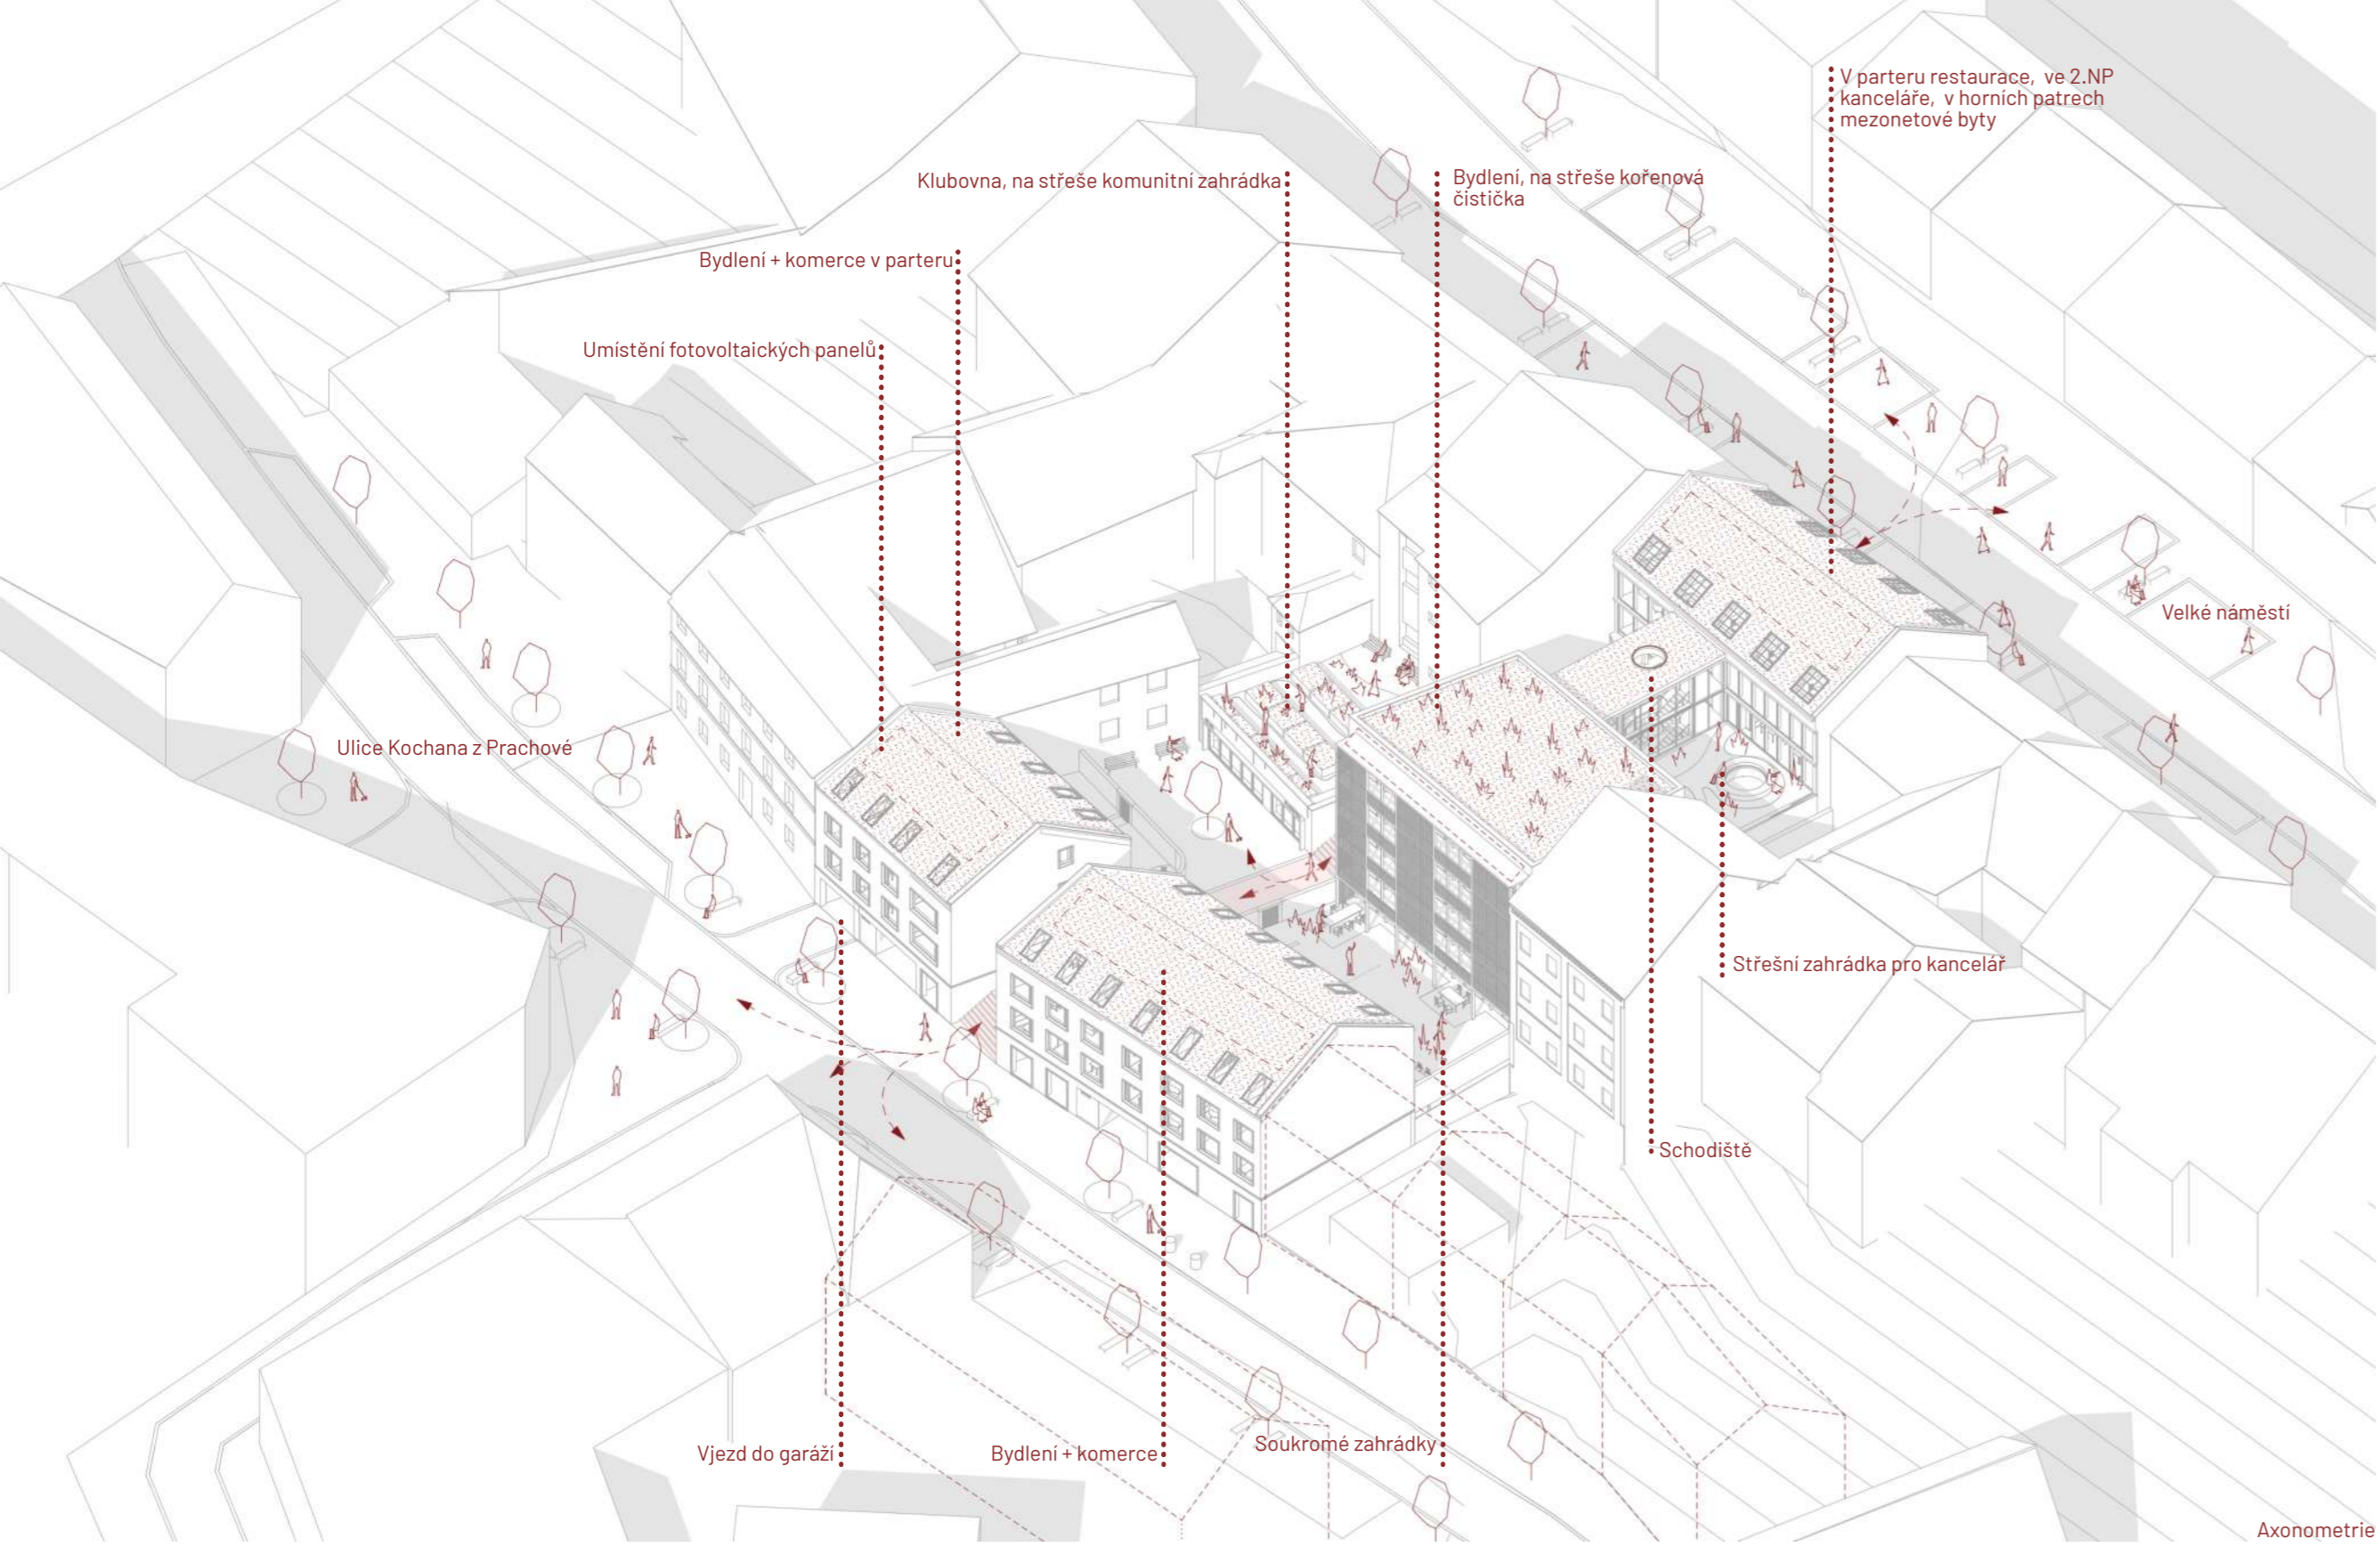 V parteru restaurace, ve 2.NP
kanceláře, v horních patrech
mezonetové byty
Klubovna, na střeše komunitní zahrádka
Bydlení, na střeše kořenová
čistička
Bydlení + komerce v parteru
Umístění fotovoltaických panelů
Velké náměstí
Ulice Kochana z Prachové
Střešní zahrádka pro kancelář
Schodiště
Vjezd do garáží
Bydlení + komerce
Soukromé zahrádky
Axonometrie